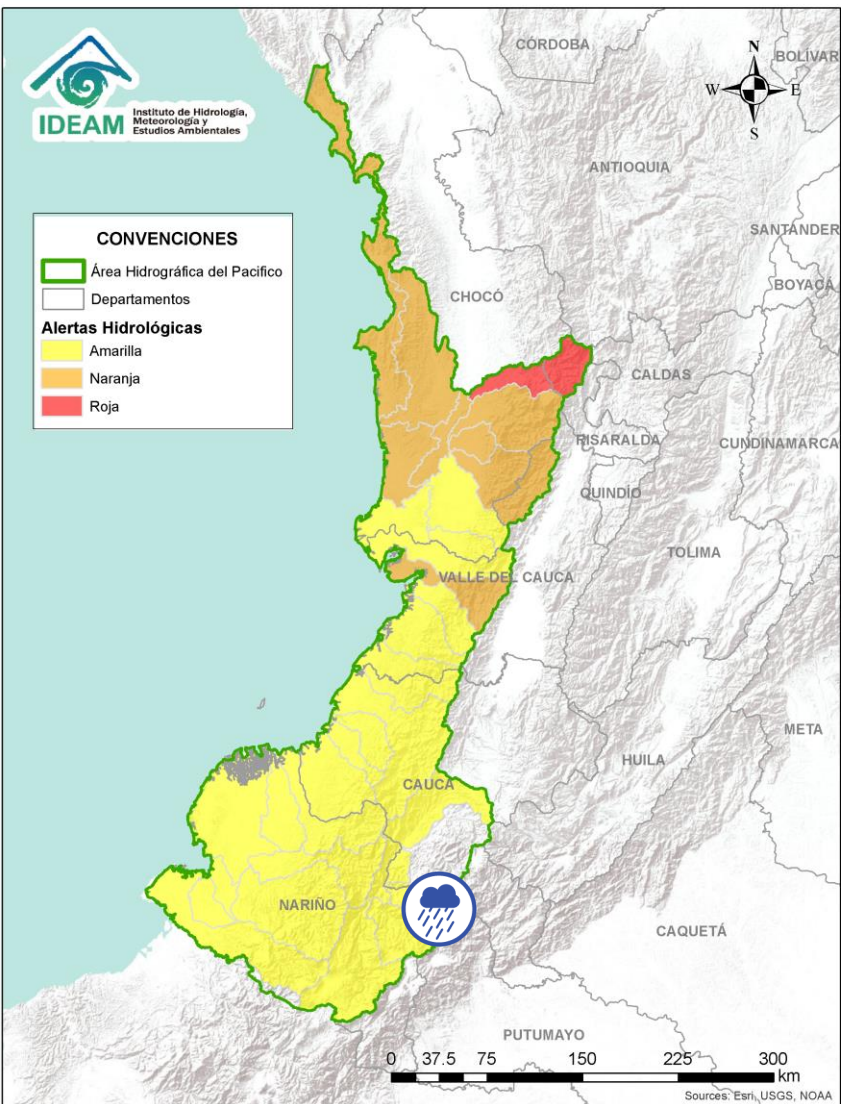 IDEAM
Instituto de Hidrología,
Meteorología y
Estudios Ambientales
CÓRDOBA
N
BOLÍVAR
W
E
S
ANTIOQUIA
SANTANDER
BOYACÁ
CONVENCIONES
Área Hidrográfica del Pacifico
Departamentos
Alertas Hidrológicas
Amarilla
Naranja
Roja
CHOCÓ
CALDAS
RISARALDA
CUNDINAMARCA
QUINDÍO
TOLIMA
VALLE DEL CAUCA
META
HUILA
CAUCA
NARIÑO
CAQUETÁ
PUTUMAYO
0 37.5 75 150 225 300
km
Sources: Esri, USGS, NOAA